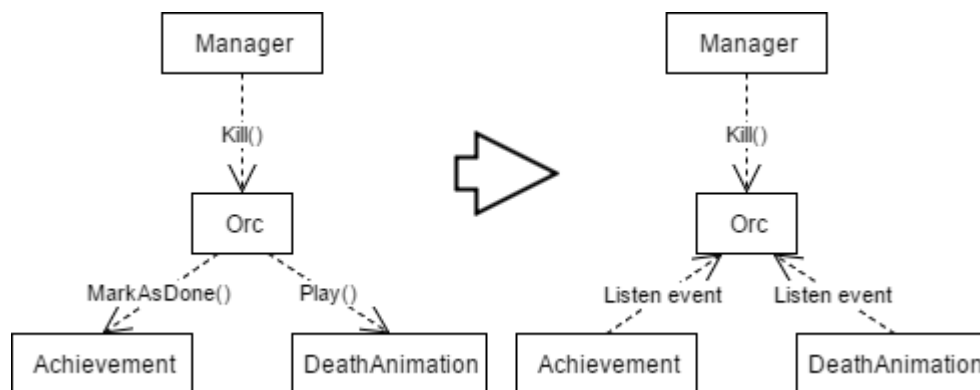 Manager
Kill()
Orc
MarkAsDone()
Play()
Achievement
DeathAnimation
Manager
Kill()
Orc
Listen event
Listen event
Achievement
DeathAnimation